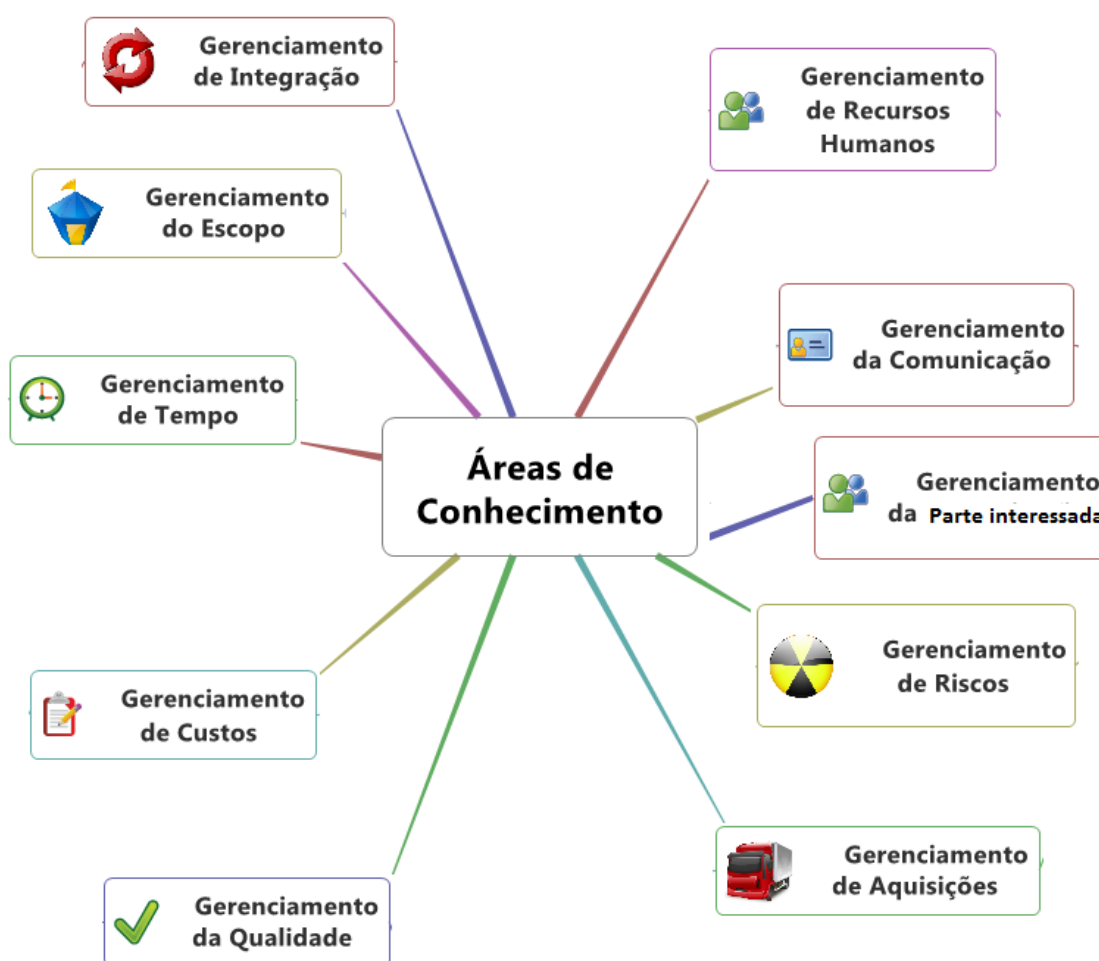 Gerenciamento
de Integração
Gerenciamento
do Escopo
Gerenciamento
de Tempo
Áreas de
Conhecimento
Gerenciamento
de Custos
Gerenciamento
da Qualidade
Gerenciamento
de Recursos
Humanos
Gerenciamento
da Comunicação
Gerenciamento
da Parte interessada
Gerenciamento
de Riscos
Gerenciamento
de Aquisições